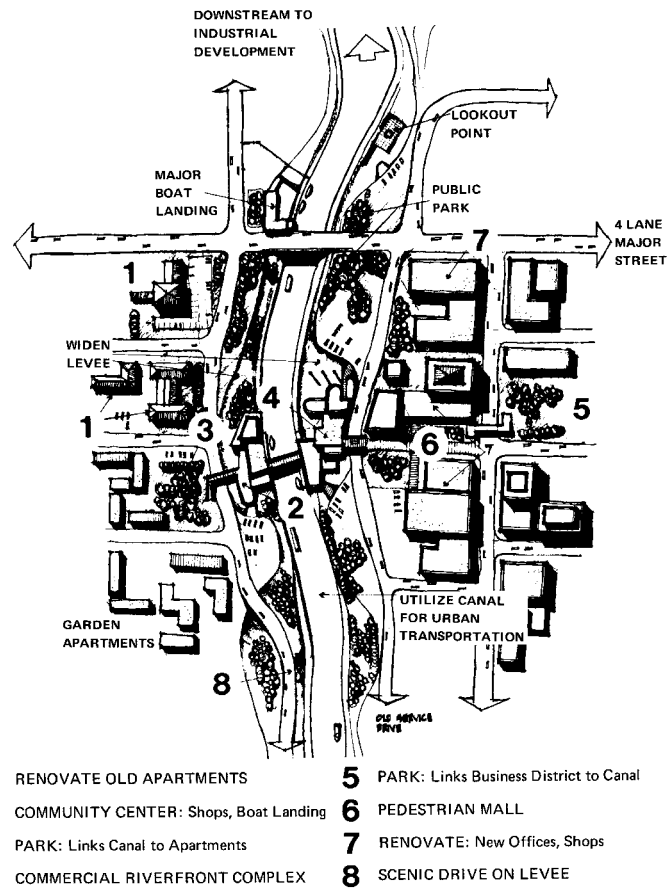 DOWNSTREAM TO
INDUSTRIAL
DEVELOPMENT
LOOKOUT
POINT
MAJOR
BOAT
LANDING
PUBLIC
PARK
4 LANE
MAJOR
STREET
7
1
WIDEN
LEVEE
4
1
3
5
6
2
UTILIZE CANAL
FOR URBAN
TRANSPORTATION
GARDEN
APARTMENTS
8
OLD SERVICE
DRIVE
RENOVATE OLD APARTMENTS
5 PARK: Links Business District to Canal
COMMUNITY CENTER: Shops, Boat Landing
6 PEDESTRIAN MALL
PARK: Links Canal to Apartments
7 RENOVATE: New Offices, Shops
COMMERCIAL RIVERFRONT COMPLEX
8 SCENIC DRIVE ON LEVEE